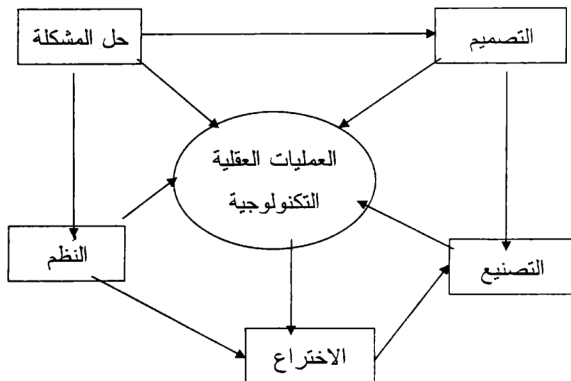 حل المشكلة
التصميم
العمليات العقلية
التكنولوجية
النظم
التصنيع
الاختراع